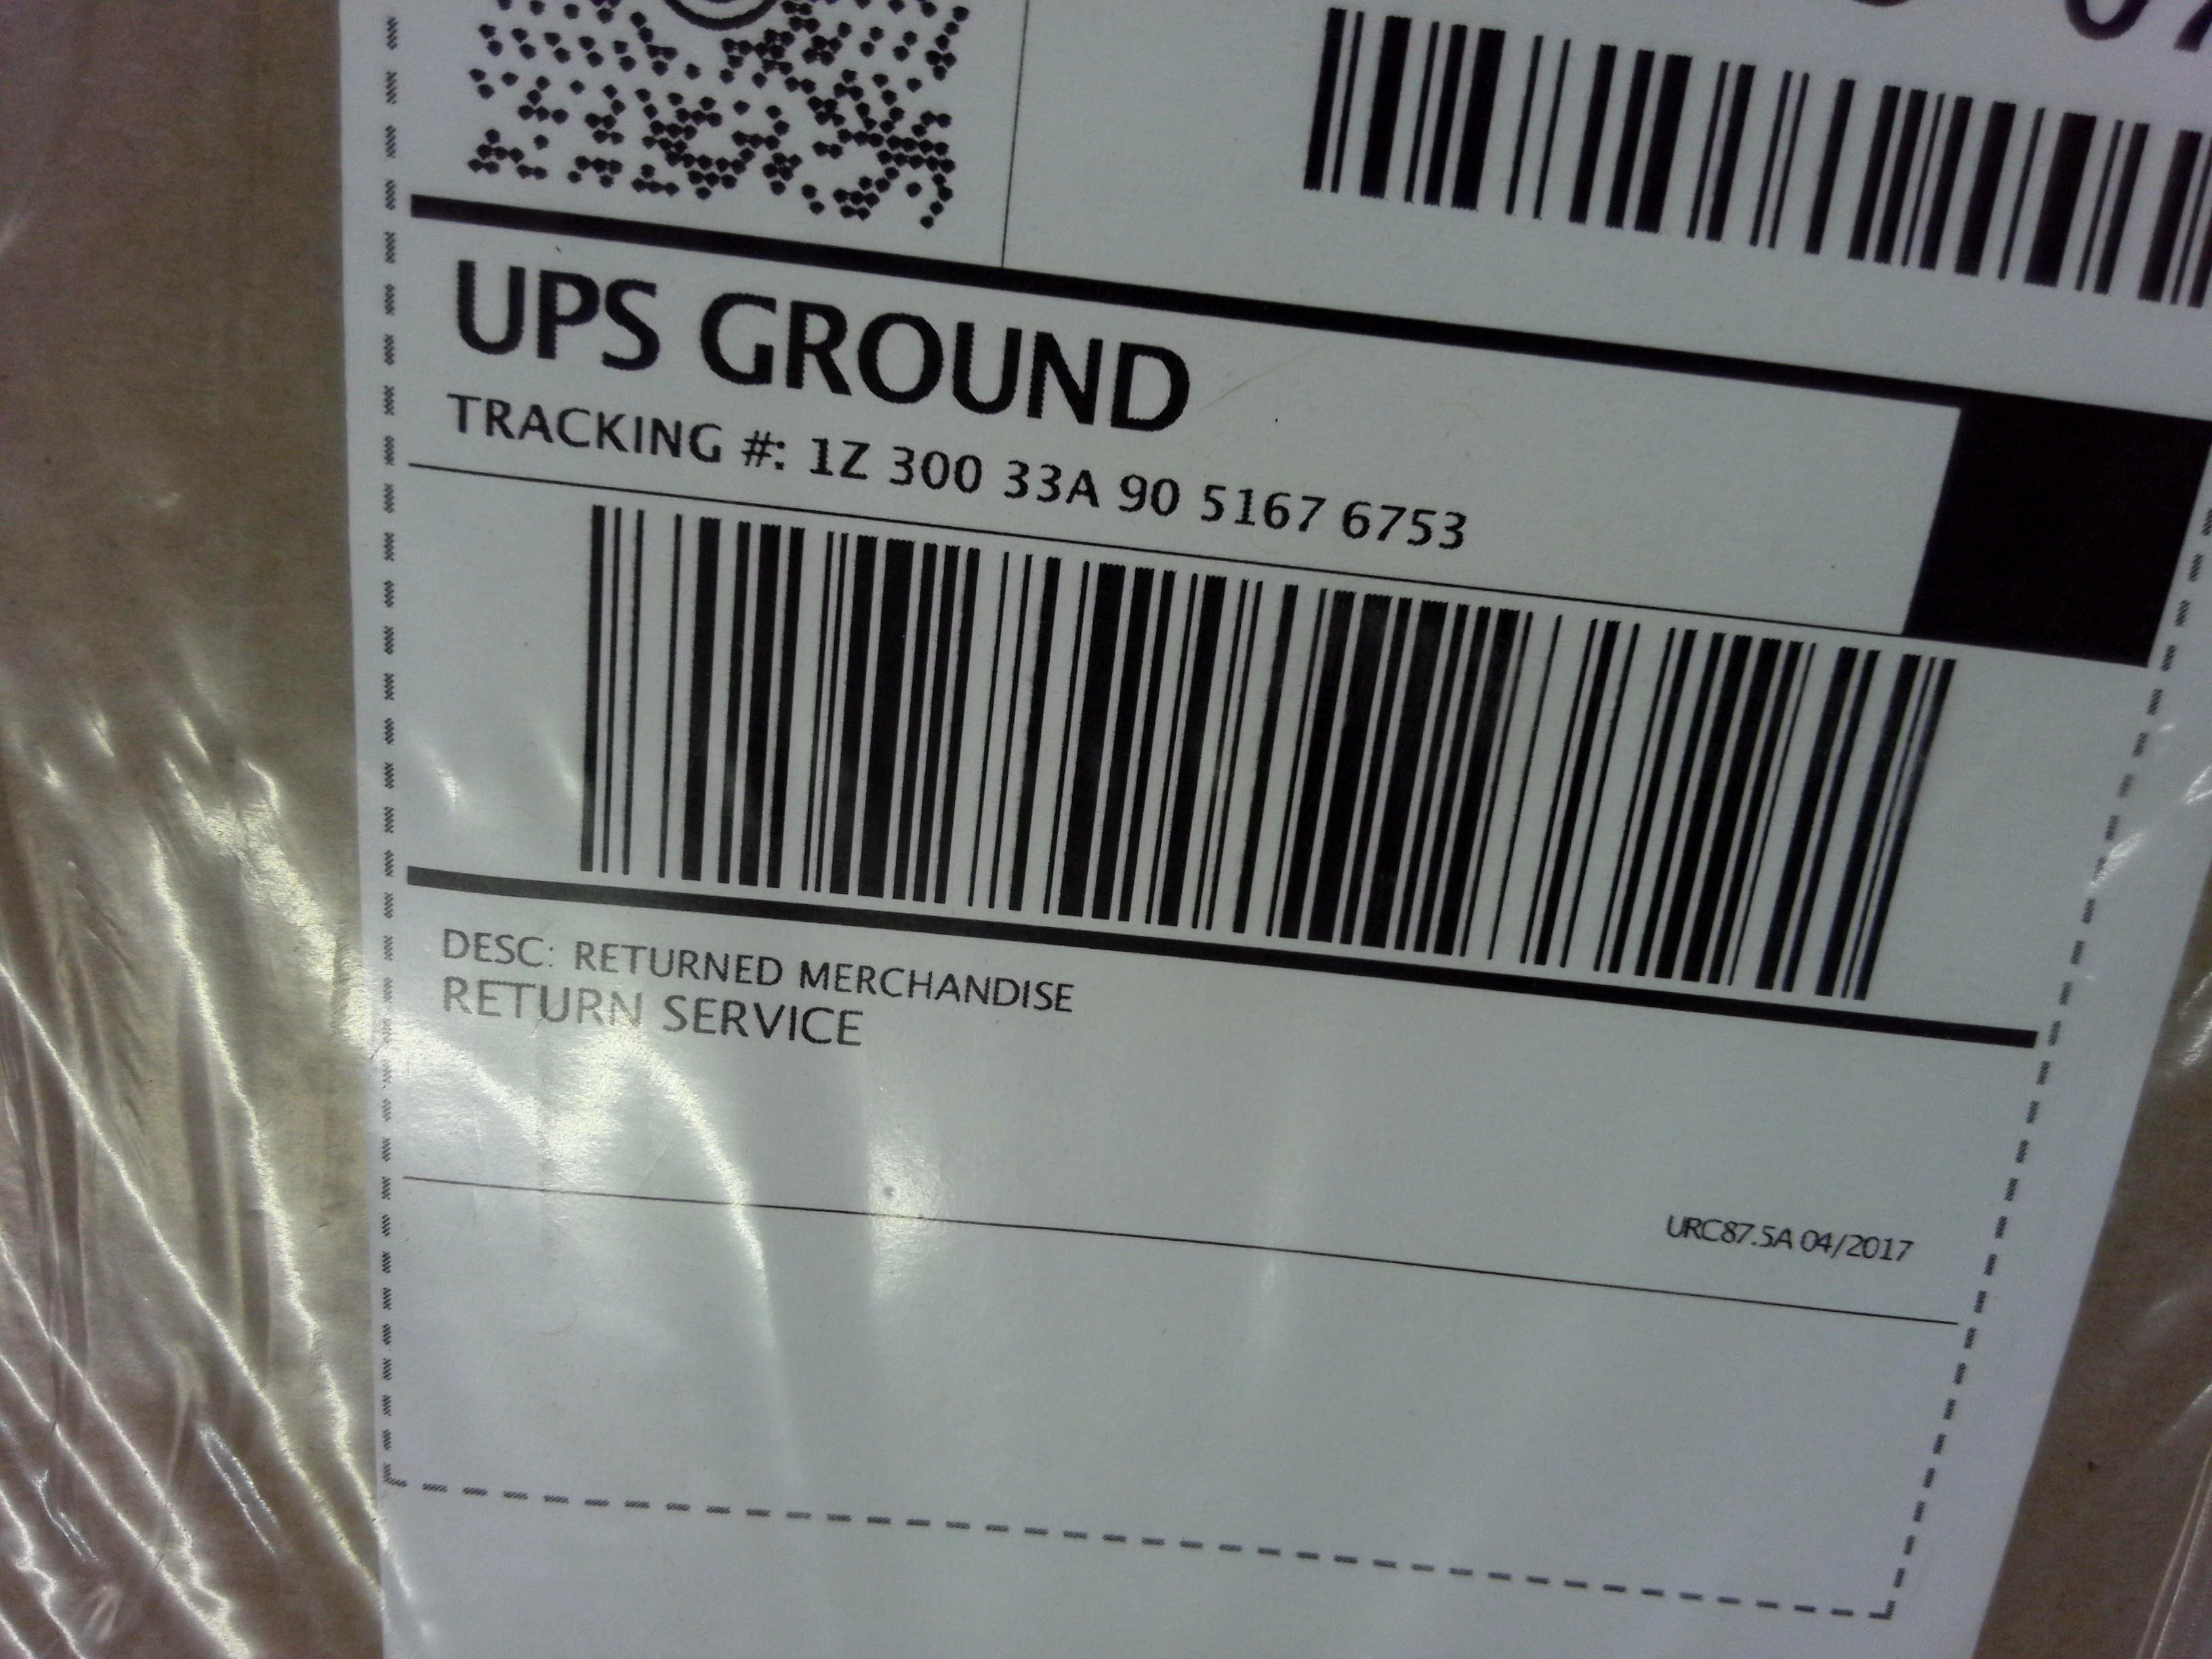 UPS GROUND
TRACKING #: 1Z 300 33A 90 5167 6753
DESC: RETURNED MERCHANDISE
RETURN SERVICE
URC87.5A 04/2017